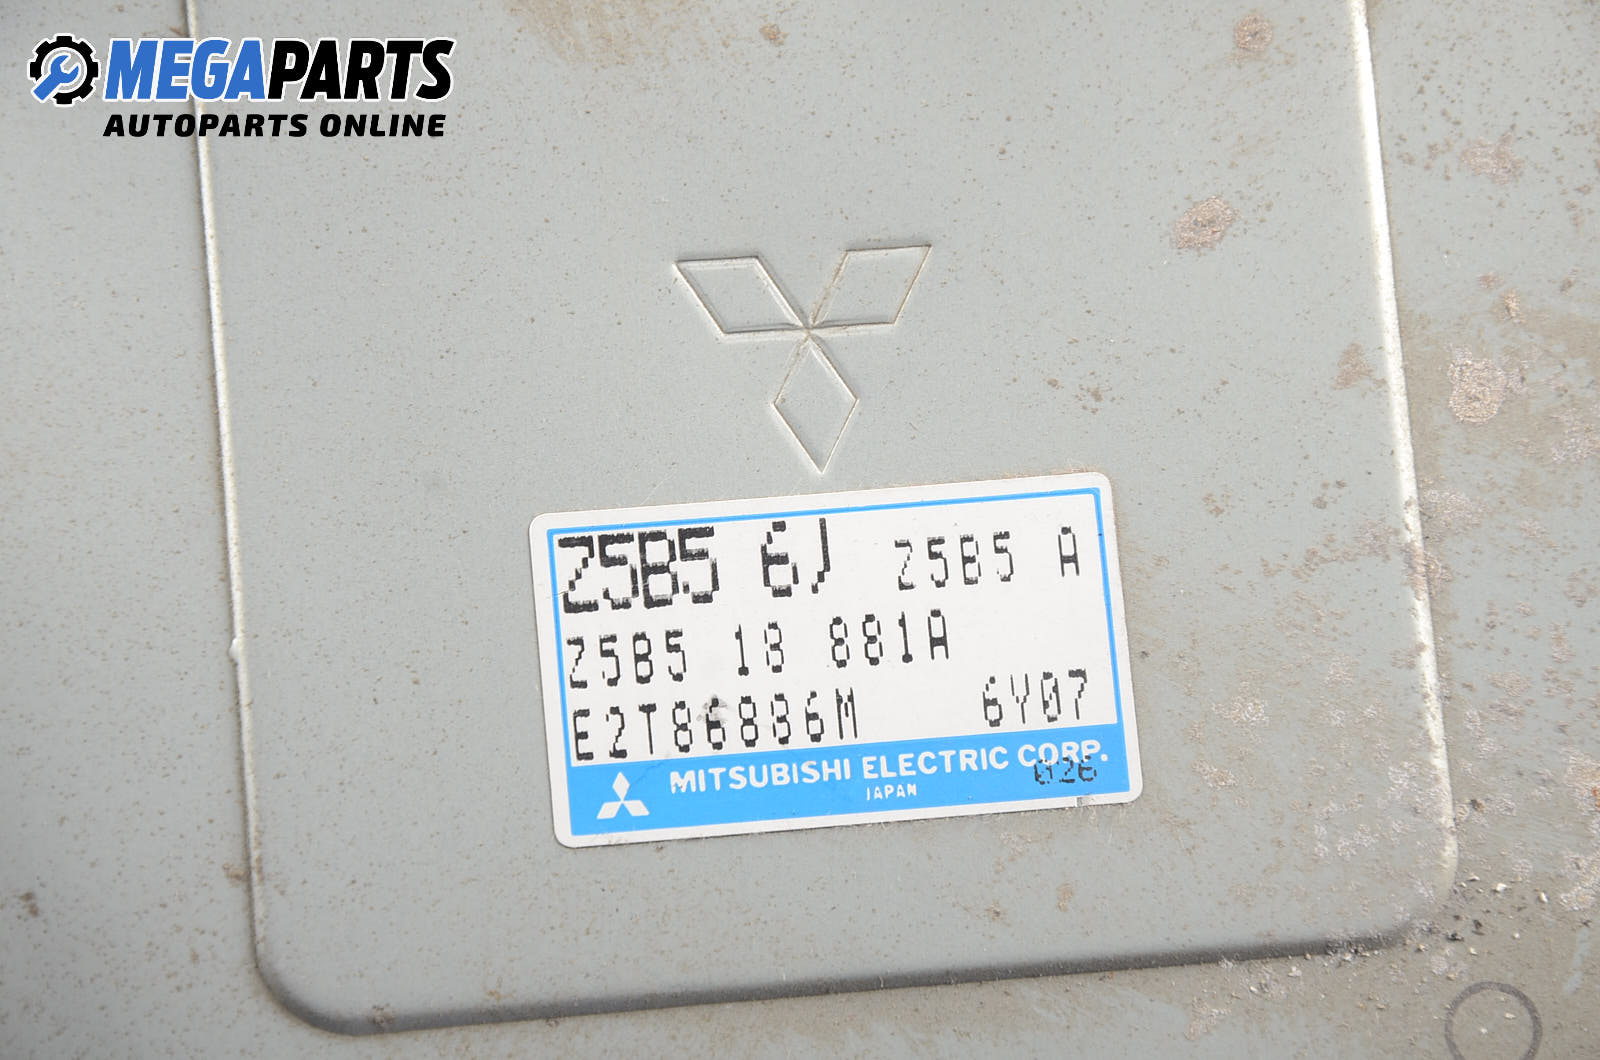 MEGAPARTS
AUTOPARTS ONLINE
Z5B5 6J Z5B5 A
Z5B5 18 881A
E2T86886M 6Y07
MITSUBISHI ELECTRIC CORP.
JAPAN 026